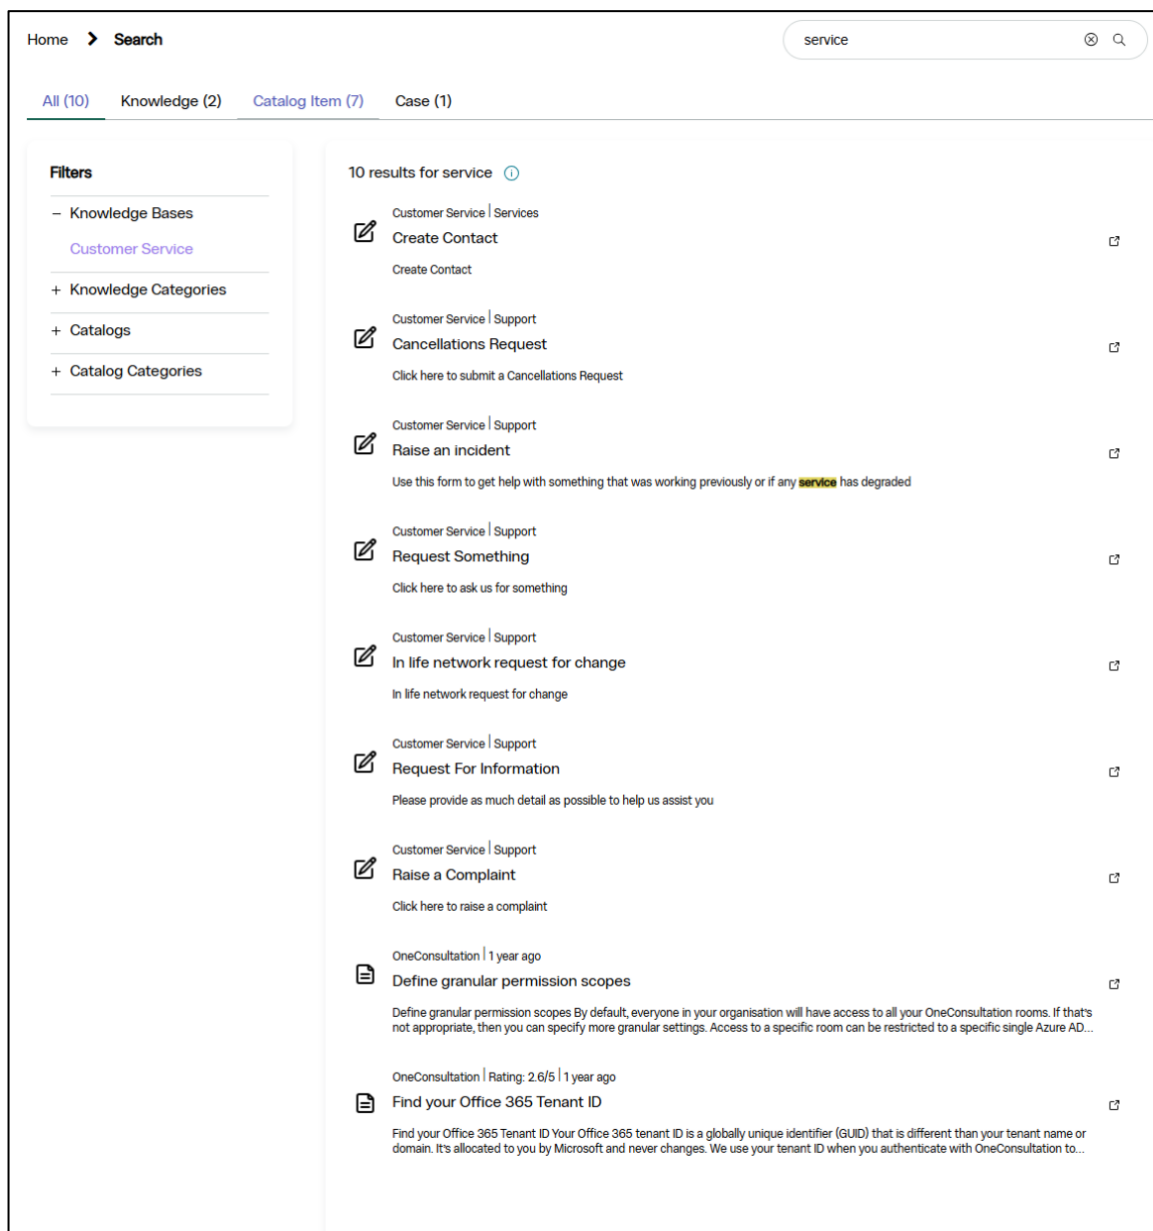 Home > Search
service
All (10) Knowledge (2) Catalog Item (7) Case (1)
Filters
− Knowledge Bases
Customer Service
+ Knowledge Categories
+ Catalogs
+ Catalog Categories
10 results for service
Customer Service | Services
Create Contact
Create Contact
Customer Service | Support
Cancellations Request
Click here to submit a Cancellations Request
Customer Service | Support
Raise an incident
Use this form to get help with something that was working previously or if any service has degraded
Customer Service | Support
Request Something
Click here to ask us for something
Customer Service | Support
In life network request for change
In life network request for change
Customer Service | Support
Request For Information
Please provide as much detail as possible to help us assist you
Customer Service | Support
Raise a Complaint
Click here to raise a complaint
OneConsultation | 1 year ago
Define granular permission scopes
Define granular permission scopes By default, everyone in your organisation will have access to all your OneConsultation rooms. If that's
not appropriate, then you can specify more granular settings. Access to a specific room can be restricted to a specific single Azure AD...
OneConsultation | Rating: 2.6/5 | 1 year ago
Find your Office 365 Tenant ID
Find your Office 365 Tenant ID Your Office 365 tenant ID is a globally unique identifier (GUID) that is different than your tenant name or
domain. It's allocated to you by Microsoft and never changes. We use your tenant ID when you authenticate with OneConsultation to...